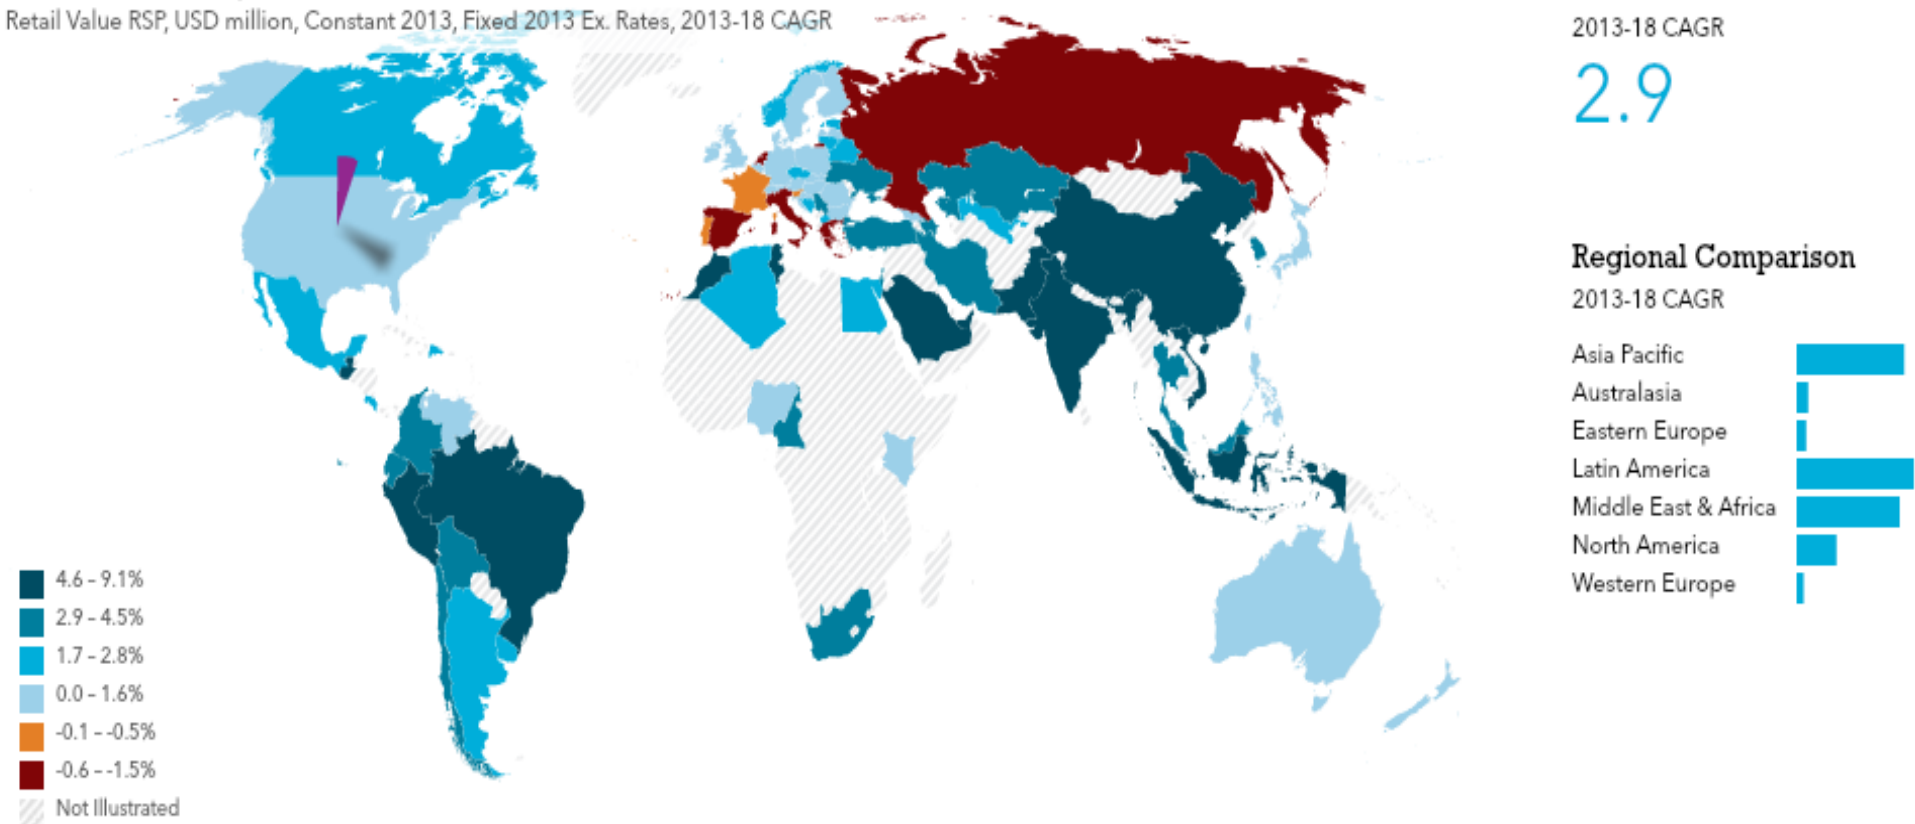 Retail Value RSP, USD million, Constant 2013, Fixed 2013 Ex. Rates, 2013-18 CAGR
2013-18 CAGR
2.9
Regional Comparison
2013-18 CAGR
Asia Pacific
Australasia
Eastern Europe
Latin America
Middle East & Africa
North America
Western Europe
4.6 - 9.1%
2.9 - 4.5%
1.7 - 2.8%
0.0 - 1.6%
-0.1 - -0.5%
-0.6 - -1.5%
Not Illustrated